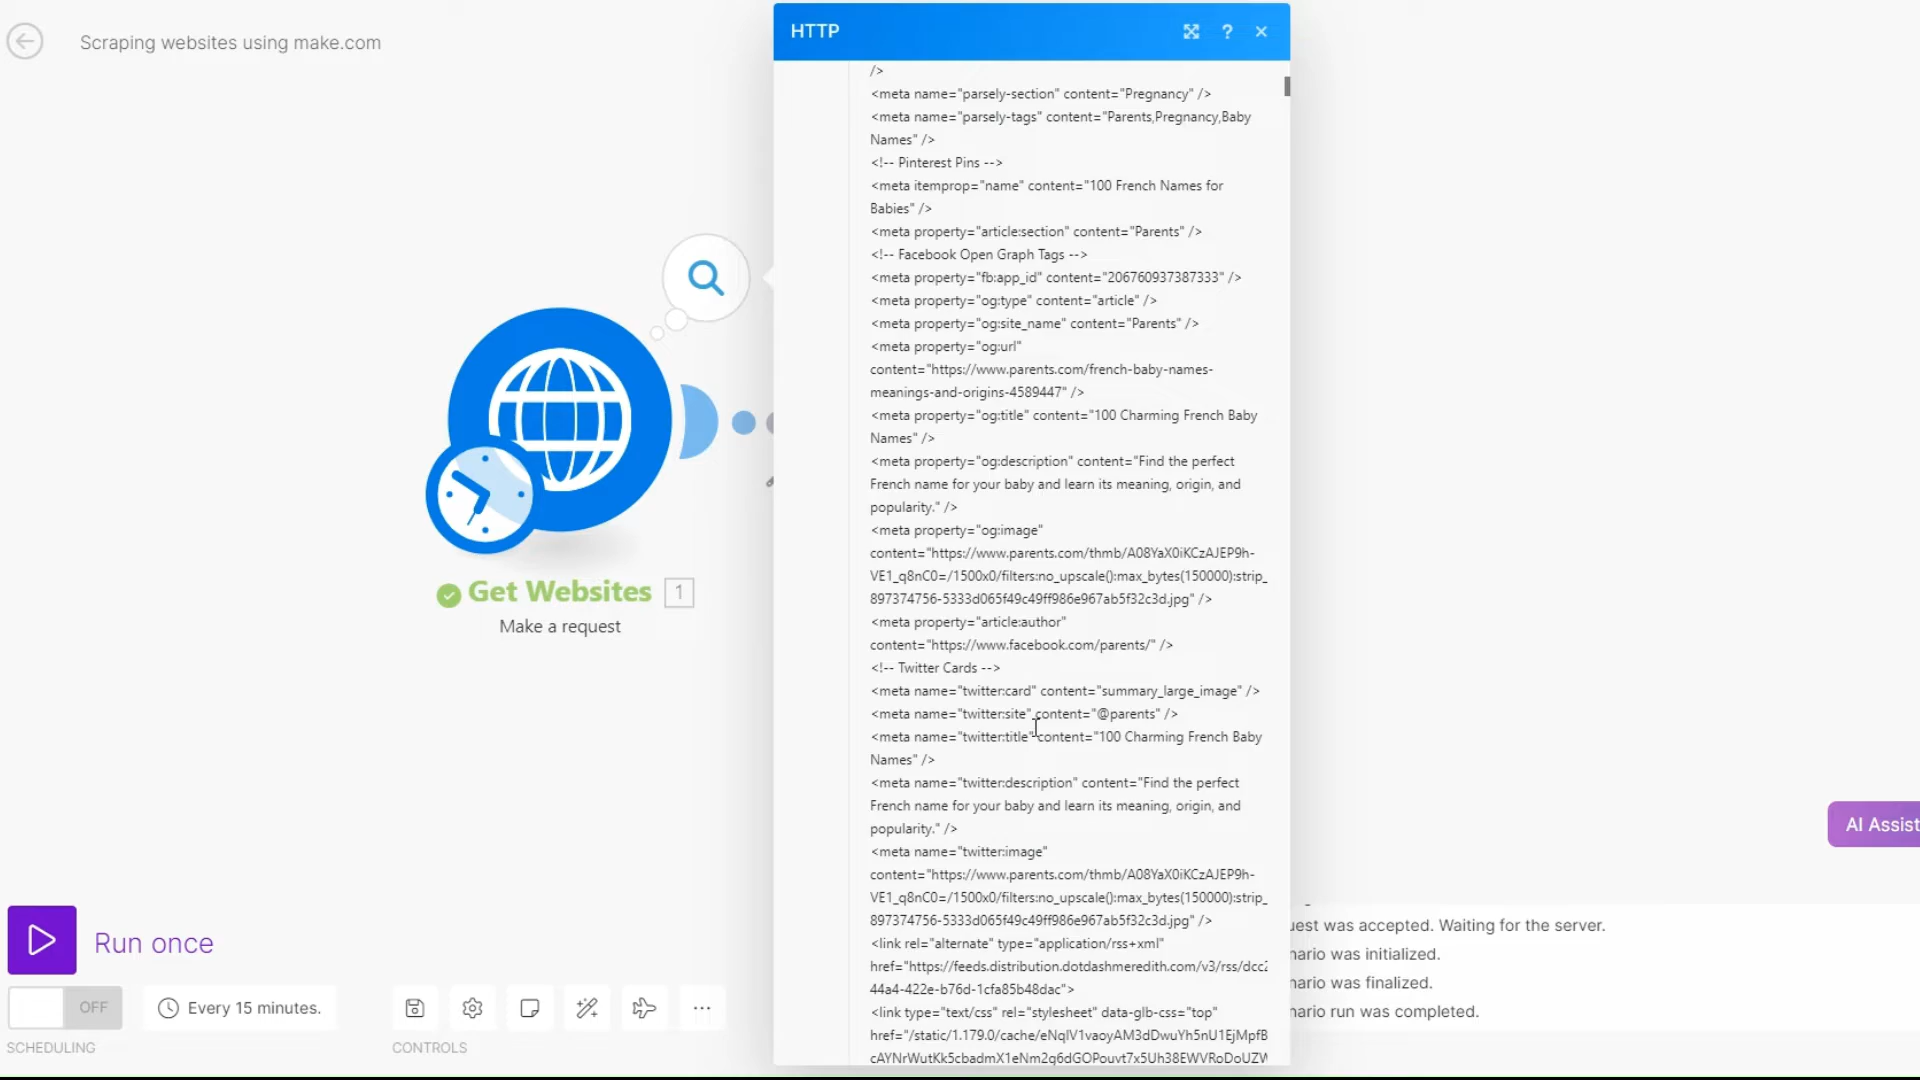 Scraping websites using make.com
HTTP
?
/>
<meta name="parsely-section" content="Pregnancy" />
<meta name="parsely-tags" content="Parents,Pregnancy,Baby
Names" />
<!-- Pinterest Pins -->
<meta itemprop="name" content="100 French Names for
Babies" />
<meta property="article:section" content="Parents" />
<!-- Facebook Open Graph Tags -->
<meta property="fb:app_id" content="206760937387333" />
<meta property="og:type" content="article" />
<meta property="og:site_name" content="Parents" />
<meta property="og:url"
content="https://www.parents.com/french-baby-names-
meanings-and-origins-4589447" />
<meta property="og:title" content="100 Charming French Baby
Names" />
<meta property="og:description" content="Find the perfect
French name for your baby and learn its meaning, origin, and
popularity." />
<meta property="og:image"
content="https://www.parents.com/thmb/A08YaX0iKCzAJEP9h-
VE1_q8nC0=/1500x0/filters:no_upscale():max_bytes(150000):strip_
897374756-5333d065f49c49ff986e967ab5f32c3d.jpg" />
<meta property="article:author"
content="https://www.facebook.com/parents/" />
<!-- Twitter Cards -->
<meta name="twitter:card" content="summary_large_image" />
<meta name="twitter:site" content="@parents" />
<meta name="twitter:title" content="100 Charming French Baby
Names" />
<meta name="twitter:description" content="Find the perfect
French name for your baby and learn its meaning, origin, and
popularity." />
<meta name="twitter:image"
content="https://www.parents.com/thmb/A08YaX0iKCzAJEP9h-
VE1_q8nC0=/1500x0/filters:no_upscale():max_bytes(150000):strip_
897374756-5333d065f49c49ff986e967ab5f32c3d.jpg" />
<link rel="alternate" type="application/rss+xml"
href="https://feeds.distribution.dotdashmeredith.com/v3/rss/dcc2
44a4-422e-b76d-1cfa85b48dac">
<link type="text/css" rel="stylesheet" data-glb-css="top"
href="/static/1.179.0/cache/eNqlV1vaoyAM3dDwuYh5nU1EjMpfB
cAYNrWutKk5cbadmX1eNm2q6dGOPouvt7x5Uh38EWVRoDoUZW
Get Websites 1
Make a request
AI Assist
Run once
OFF
Every 15 minutes.
SCHEDULING
CONTROLS
uest was accepted. Waiting for the server.
nario was initialized.
nario was finalized.
nario run was completed.